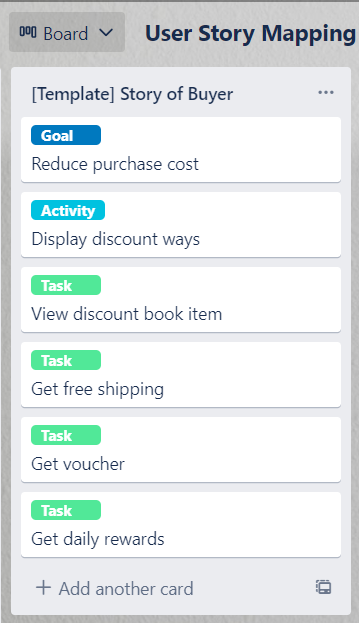 Board
User Story Mapping
[Template] Story of Buyer
Goal
Reduce purchase cost
Activity
Display discount ways
Task
View discount book item
Task
Get free shipping
Task
Get voucher
Task
Get daily rewards
+ Add another card